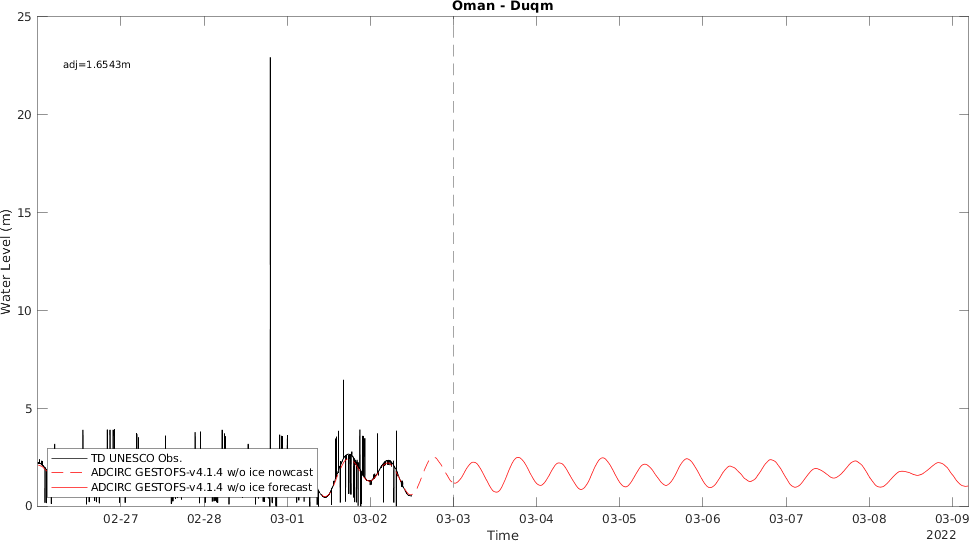 Oman - Duqm
25
adj=1.6543m
20
15
Water Level (m)
10
5
TD UNESCO Obs.
ADCIRC GESTOFS-v4.1.4 w/o ice nowcast
ADCIRC GESTOFS-v4.1.4 w/o ice forecast
0
02-27 02-28 03-01 03-02 03-03 03-04 03-05 03-06 03-07 03-08 03-09
Time
2022